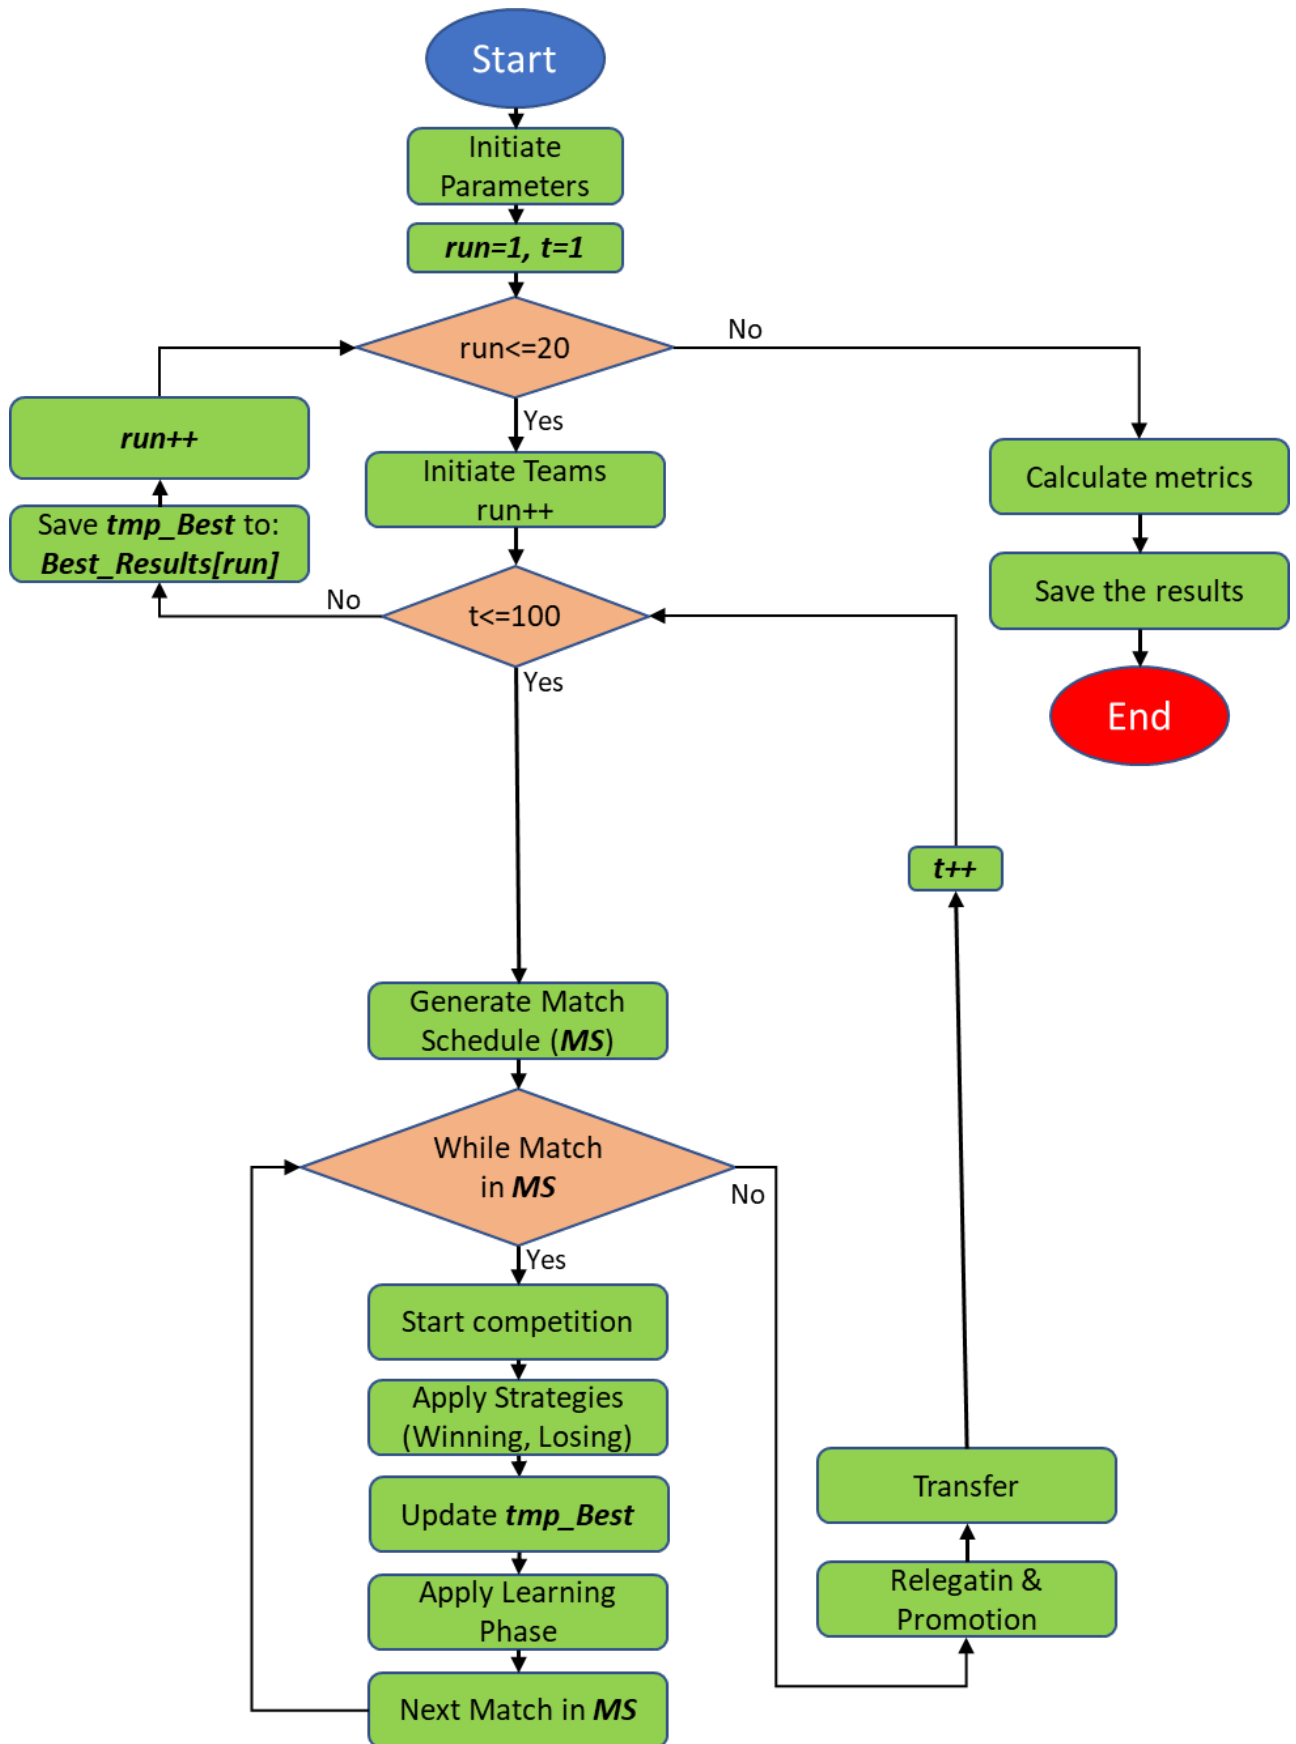 Start
Initiate
Parameters
run=1, t=1
run<=20
No
Yes
run++
Initiate Teams
run++
Calculate metrics
Save tmp_Best to:
Best_Results[run]
Save the results
No
t<=100
Yes
End
t++
Generate Match
Schedule (MS)
While Match
in MS
No
Yes
Start competition
Apply Strategies
(Winning, Losing)
Update tmp_Best
Apply Learning
Phase
Next Match in MS
Transfer
Relegatin &
Promotion